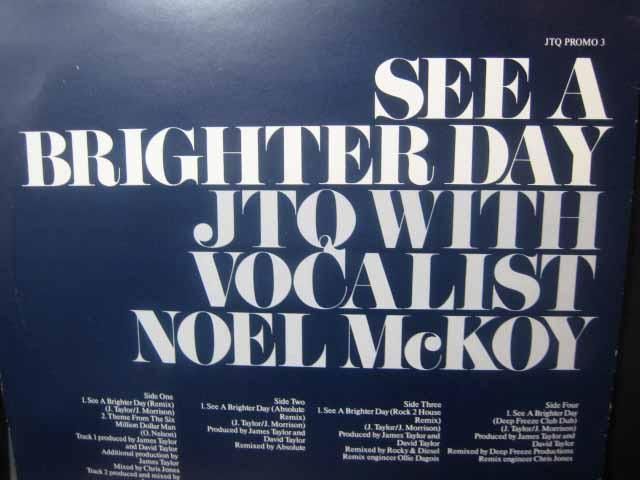 JTQ PROMO 3
SEE A
BRIGHTER DAY
JTQ WITH
VOCALIST
NOEL McKOY
Side One
1. See A Brighter Day (Remix)
(J. Taylor/J. Morrison)
2. Theme From The Six
Million Dollar Man
(O. Nelson)
Track 1 produced by James Taylor
and David Taylor
Additional production by
James Taylor
Mixed by Chris Jones
Track 2 produced and mixed by
Side Two
1. See A Brighter Day (Absolute
Remix)
(J. Taylor/J. Morrison)
Produced by James Taylor and
David Taylor
Remixed by Absolute
Side Three
1. See A Brighter Day (Rock 2 House
Remix)
(J. Taylor/J. Morrison)
Produced by James Taylor and
David Taylor
Remixed by Rocky & Diesel
Remix engineer Ollie Dagois
Side Four
1. See A Brighter Day
(Deep Freeze Club Dub)
(J. Taylor/J. Morrison)
Produced by James Taylor and
David Taylor
Remixed by Deep Freeze Productions
Remix engineer Chris Jones